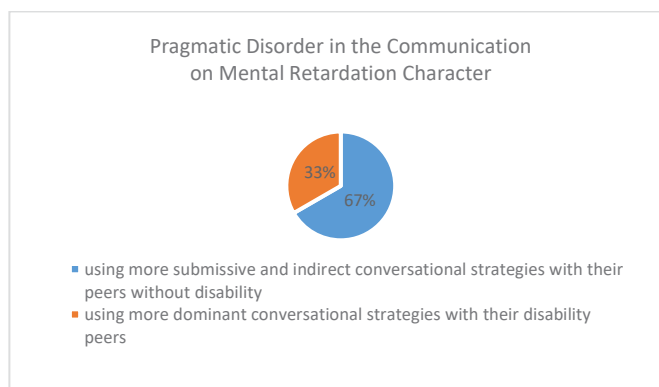 Pragmatic Disorder in the Communication
on Mental Retardation Character
33%
67%
using more submissive and indirect conversational strategies with their
peers without disability
using more dominant conversational strategies with their disability
peers